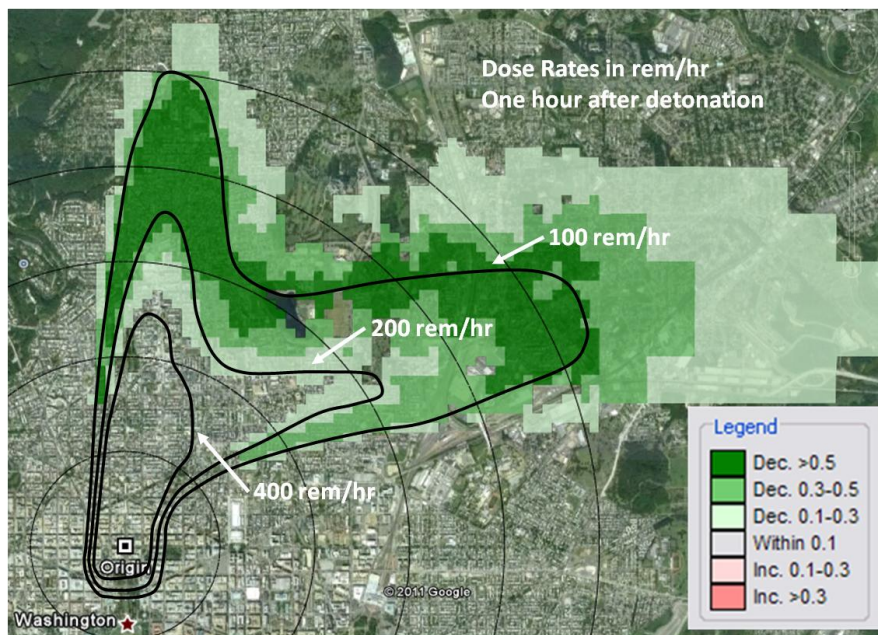 Dose Rates in rem/hr
One hour after detonation
100 rem/hr
200 rem/hr
400 rem/hr
Origin
©2011 Google
Washington
Legend
Dec. >0.5
Dec. 0.3-0.5
Dec. 0.1-0.3
Within 0.1
Inc. 0.1-0.3
Inc. >0.3